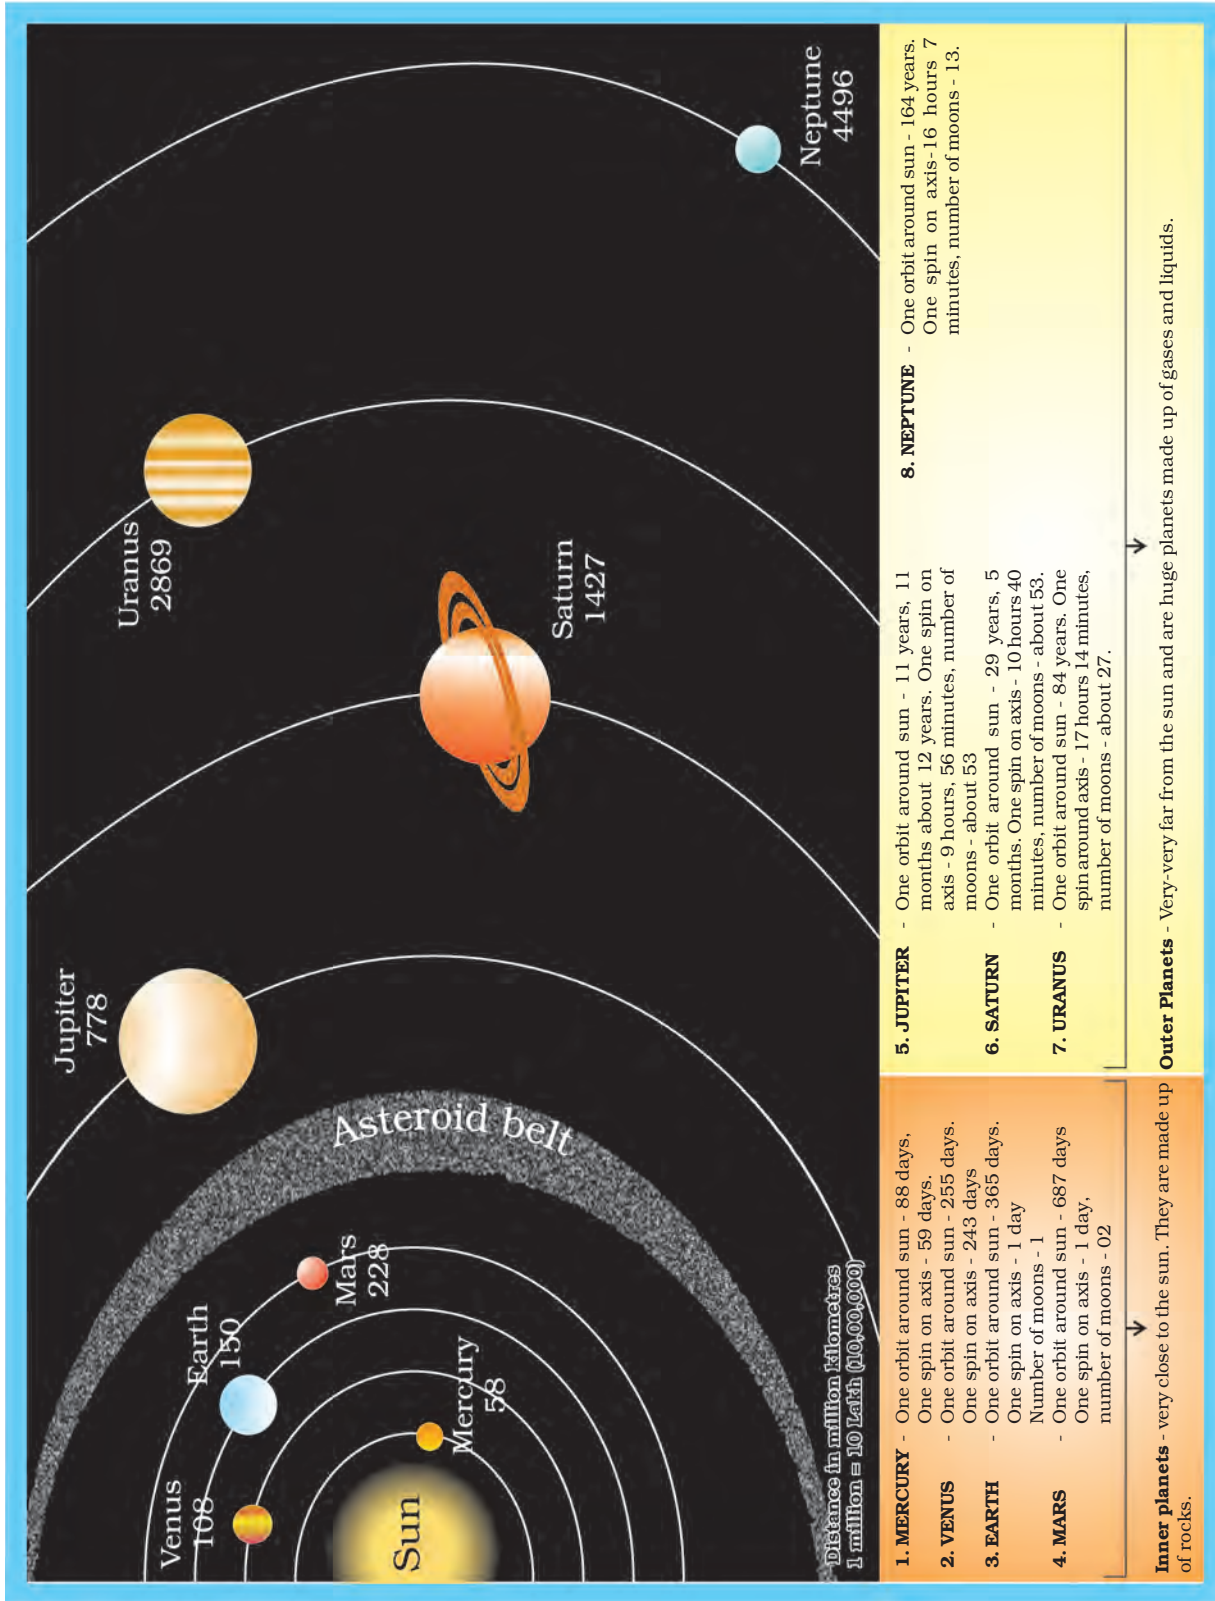 Sun
Mercury
58
Venus
108
Earth
150
Mars
228
Asteroid belt
Jupiter
778
Saturn
1427
Uranus
2869
Neptune
4496
Distance in million kilometres
1 million = 10 Lakh (10,00,000)
1. MERCURY - One orbit around sun - 88 days,
One spin on axis - 59 days.
2. VENUS - One orbit around sun - 255 days.
One spin on axis - 243 days
3. EARTH - One orbit around sun - 365 days.
One spin on axis - 1 day
Number of moons - 1
4. MARS - One orbit around sun - 687 days
One spin on axis - 1 day,
number of moons - 02
Inner planets - very close to the sun. They are made up
of rocks.
5. JUPITER - One orbit around sun - 11 years, 11
months about 12 years. One spin on
axis - 9 hours, 56 minutes, number of
moons - about 53
6. SATURN - One orbit around sun - 29 years, 5
months. One spin on axis - 10 hours 40
minutes, number of moons - about 53.
7. URANUS - One orbit around sun - 84 years. One
spin around axis - 17 hours 14 minutes,
number of moons - about 27.
8. NEPTUNE - One orbit around sun - 164 years.
One spin on axis-16 hours 7
minutes, number of moons - 13.
Outer Planets - Very-very far from the sun and are huge planets made up of gases and liquids.